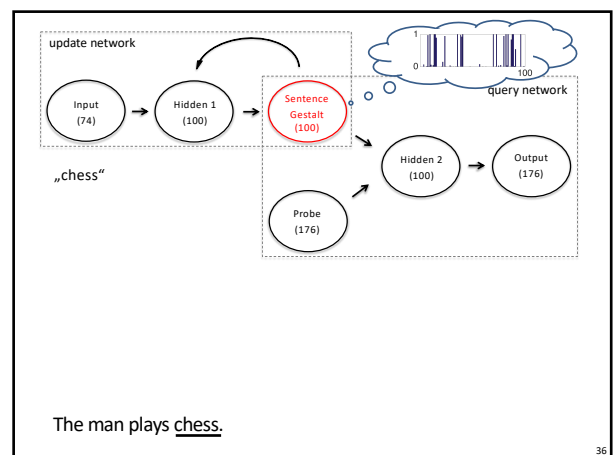 update network
1
0
100
query network
Input
(74)
Hidden 1
(100)
Sentence
Gestalt
(100)
Hidden 2
(100)
Output
(176)
„chess“
Probe
(176)
The man plays chess.
36